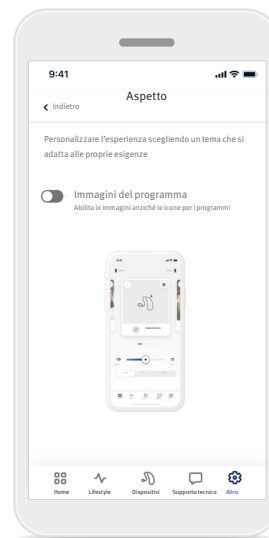 9:41
Aspetto
Indietro
Personalizzare l'esperienza scegliendo un tema che si
adatta alle proprie esigenze
Immagini del programma
Abilita le immagini anziché le icone per i programmi
Home Lifestyle Dispositivi Supporto tecnico Altro